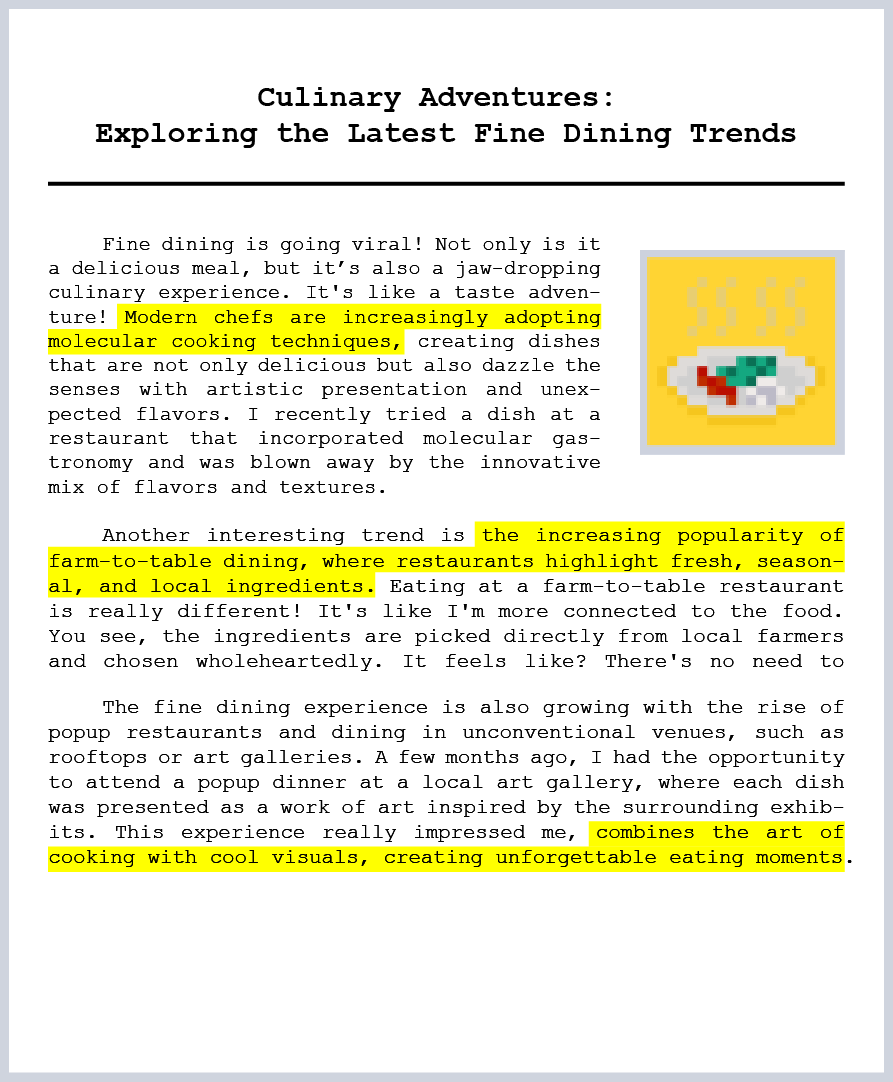 Culinary Adventures:
Exploring the Latest Fine Dining Trends
Fine dining is going viral! Not only is it
a delicious meal, but it’s also a jaw-dropping
culinary experience. It's like a taste adven-
ture! Modern chefs are increasingly adopting
molecular cooking techniques, creating dishes
that are not only delicious but also dazzle the
senses with artistic presentation and unex-
pected flavors. I recently tried a dish at a
restaurant that incorporated molecular gas-
tronomy and was blown away by the innovative
mix of flavors and textures.
Another interesting trend is the increasing popularity of
farm-to-table dining, where restaurants highlight fresh, season-
al, and local ingredients. Eating at a farm-to-table restaurant
is really different! It's like I'm more connected to the food.
You see, the ingredients are picked directly from local farmers
and chosen wholeheartedly. It feels like? There's no need to
The fine dining experience is also growing with the rise of
popup restaurants and dining in unconventional venues, such as
rooftops or art galleries. A few months ago, I had the opportunity
to attend a popup dinner at a local art gallery, where each dish
was presented as a work of art inspired by the surrounding exhib-
its. This experience really impressed me, combines the art of
cooking with cool visuals, creating unforgettable eating moments.